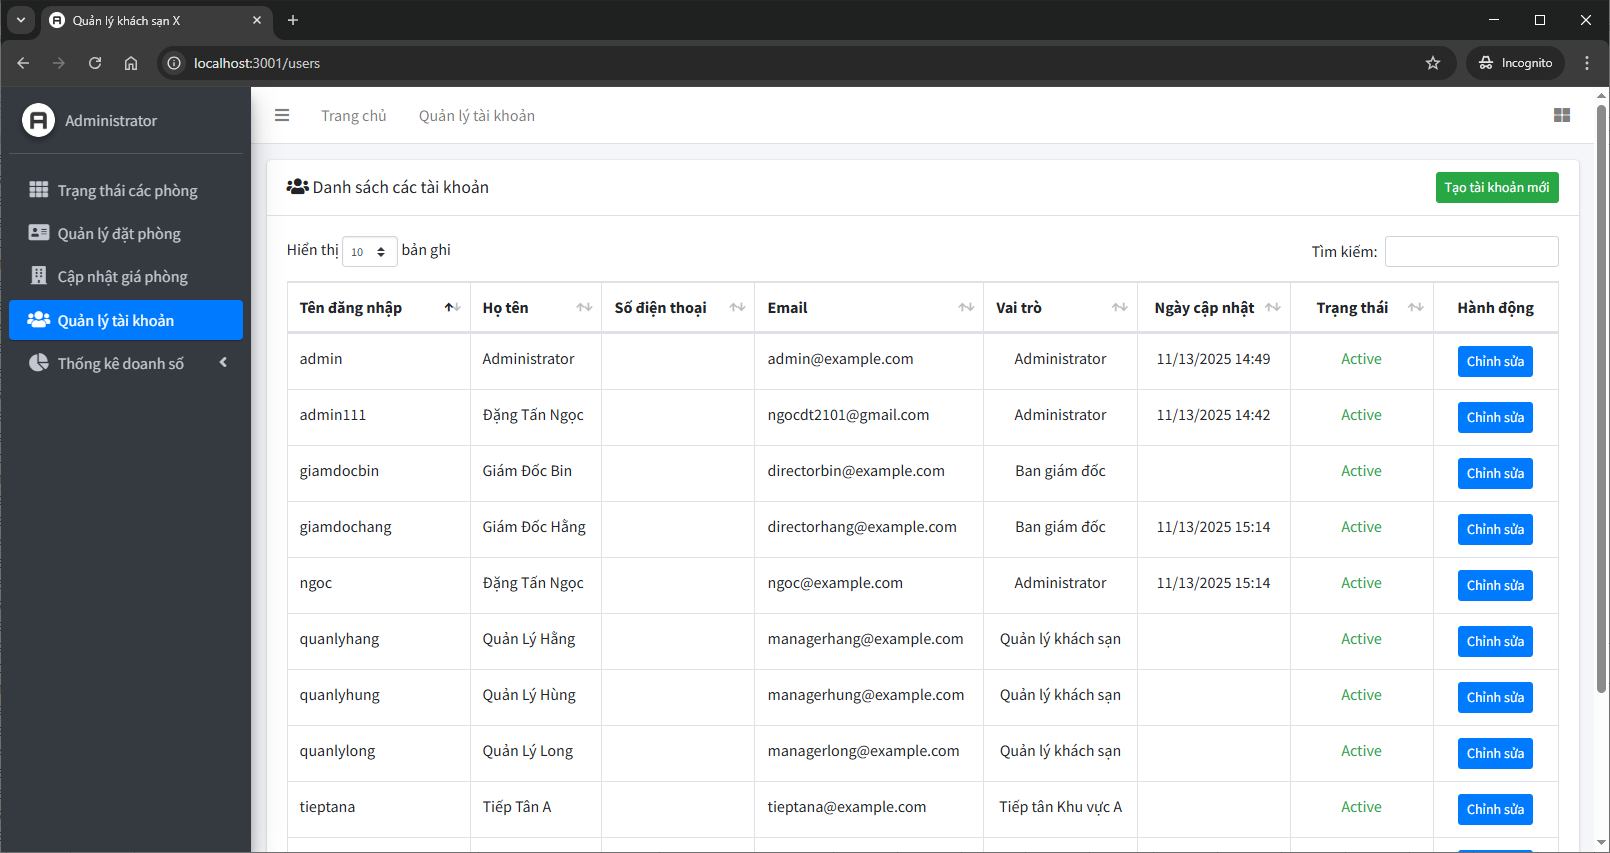 Quản lý khách sạn X
localhost:3001/users
Incognito
Administrator
Trang chủ
Quản lý tài khoản
Trạng thái các phòng
Quản lý đặt phòng
Cập nhật giá phòng
Quản lý tài khoản
Thống kê doanh số
Danh sách các tài khoản
Tạo tài khoản mới
Hiển thị 10 bản ghi
Tìm kiếm:
Tên đăng nhập Họ tên Số điện thoại Email Vai trò Ngày cập nhật Trạng thái Hành động
admin Administrator admin@example.com Administrator 11/13/2025 14:49 Active Chỉnh sửa
admin111 Đặng Tấn Ngọc ngocdt2101@gmail.com Administrator 11/13/2025 14:42 Active Chỉnh sửa
giamdocbin Giám Đốc Bin directorbin@example.com Ban giám đốc Active Chỉnh sửa
giamdochang Giám Đốc Hằng directorhang@example.com Ban giám đốc 11/13/2025 15:14 Active Chỉnh sửa
ngoc Đặng Tấn Ngọc ngoc@example.com Administrator 11/13/2025 15:14 Active Chỉnh sửa
quanlyhang Quản Lý Hằng managerhang@example.com Quản lý khách sạn Active Chỉnh sửa
quanlyhung Quản Lý Hùng managerhung@example.com Quản lý khách sạn Active Chỉnh sửa
quanlylong Quản Lý Long managerlong@example.com Quản lý khách sạn Active Chỉnh sửa
tieptana Tiếp Tân A tieptana@example.com Tiếp tân Khu vực A Active Chỉnh sửa